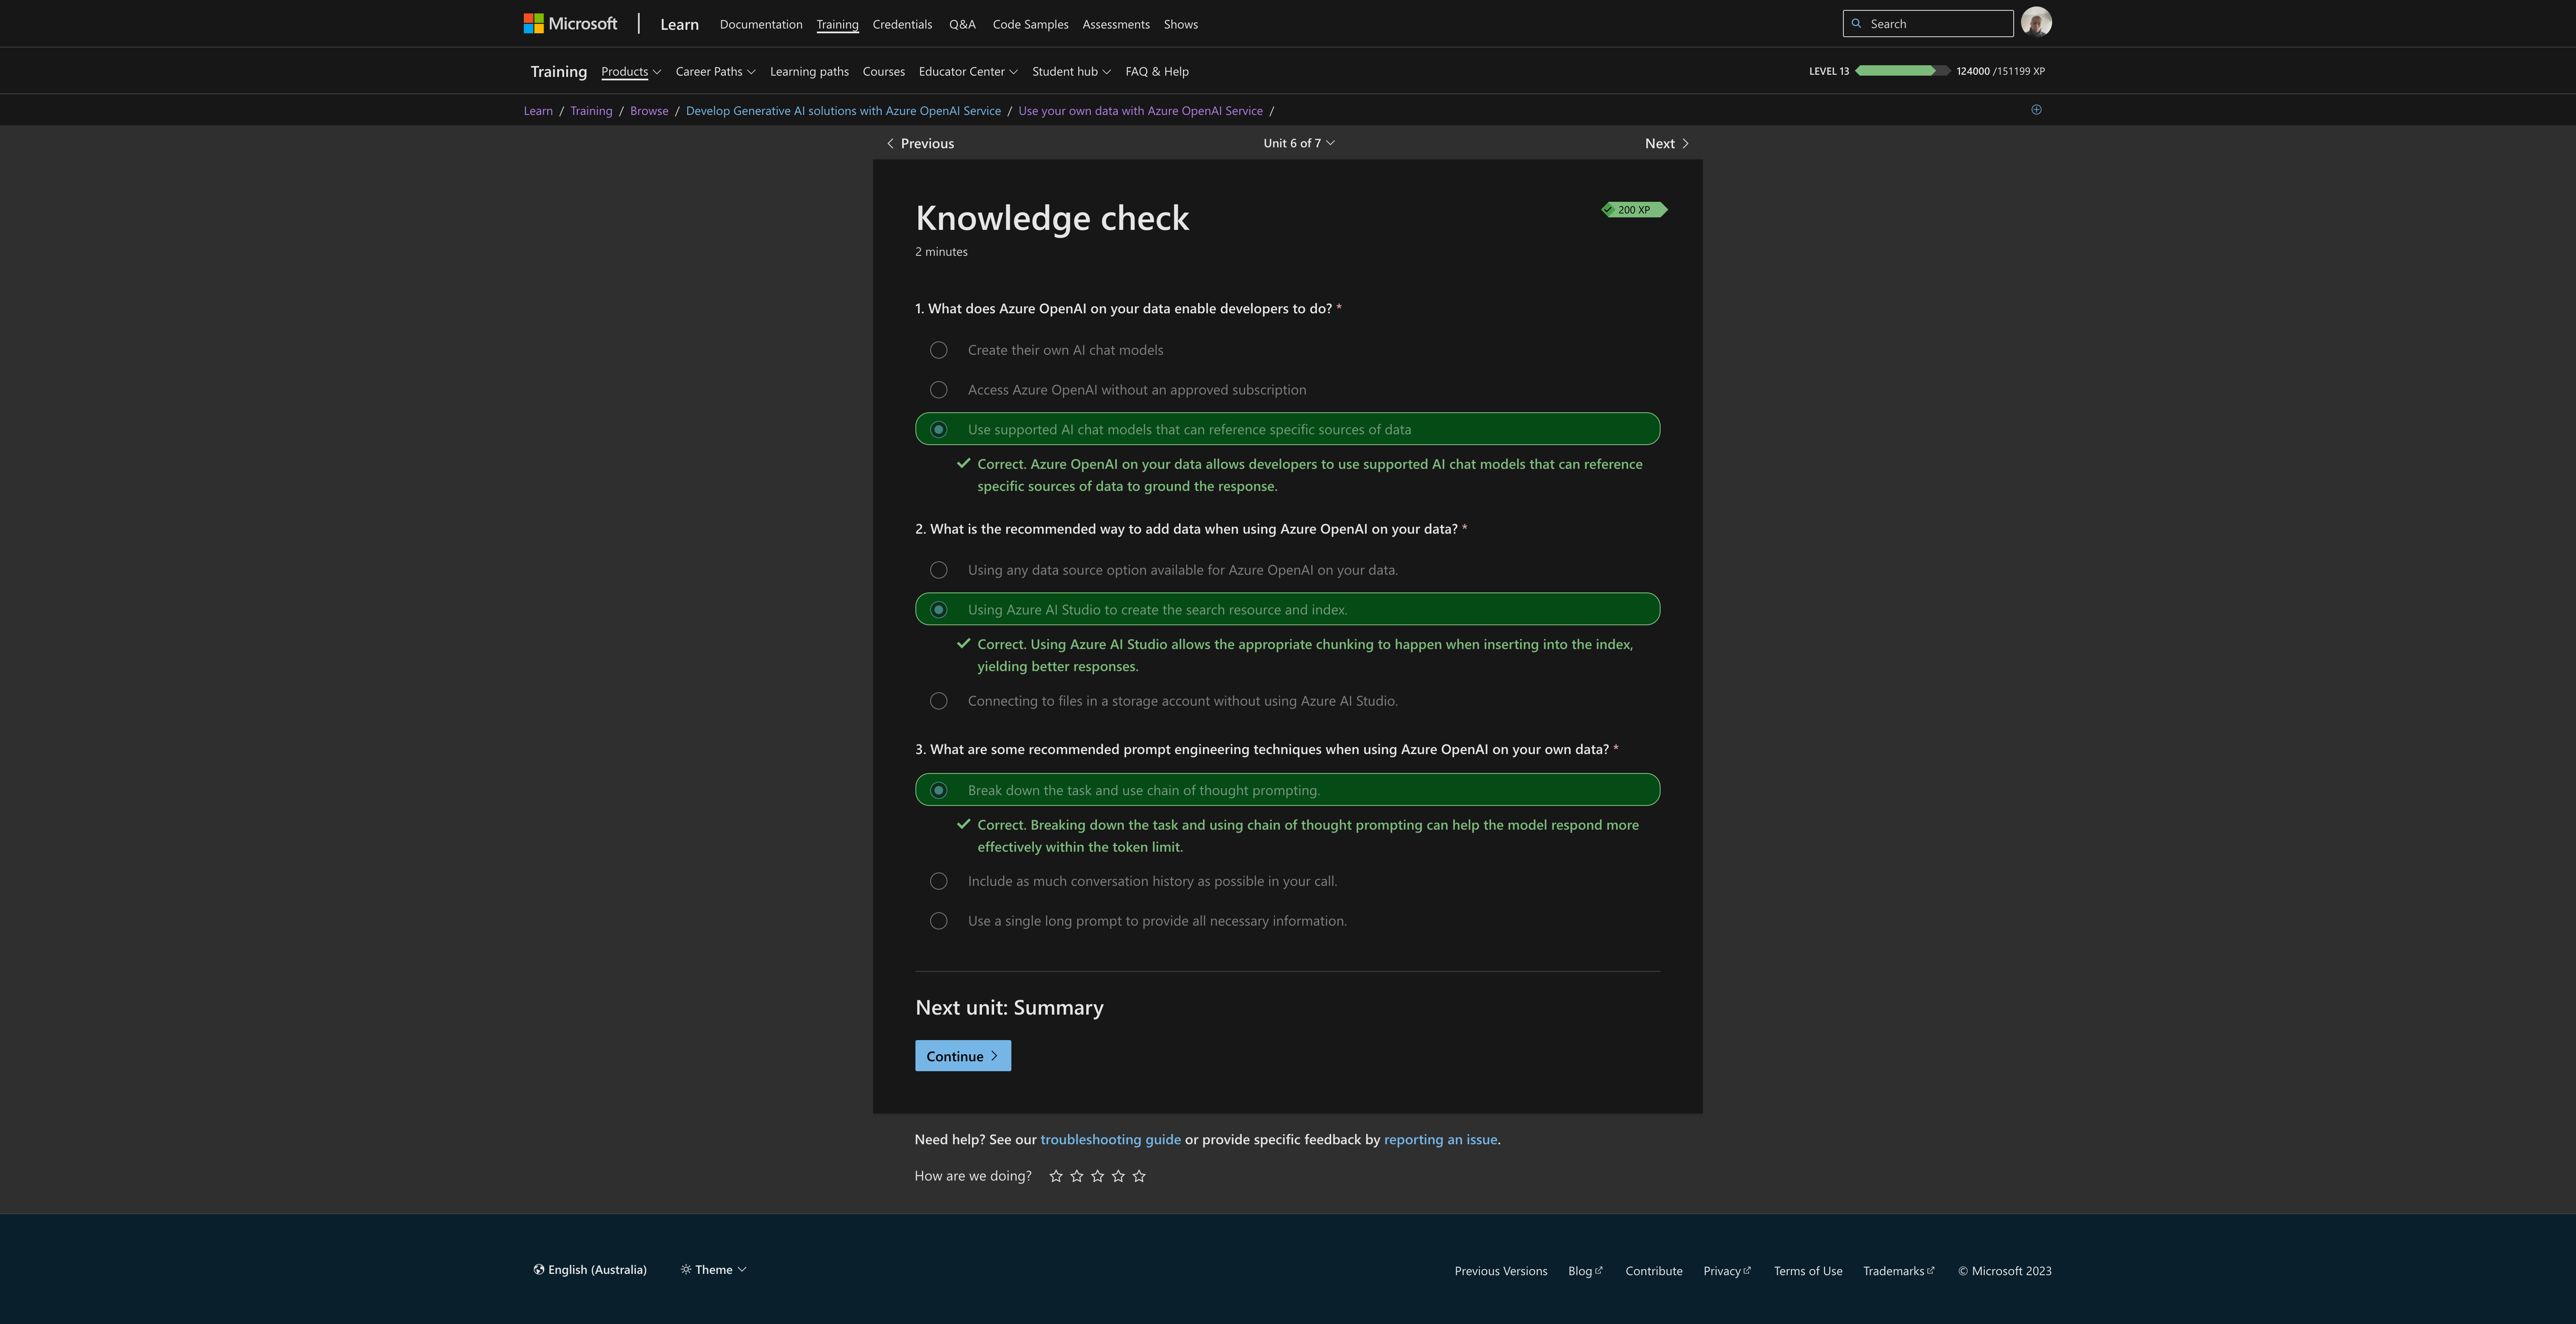 Microsoft | Learn Documentation Training Credentials Q&A Code Samples Assessments Shows Search
Training Products Career Paths Learning paths Courses Educator Center Student hub FAQ & Help LEVEL 13 124000 /151199 XP
Learn / Training / Browse / Develop Generative AI solutions with Azure OpenAI Service / Use your own data with Azure OpenAI Service /
Previous Unit 6 of 7 Next
Knowledge check
200 XP
2 minutes
1. What does Azure OpenAI on your data enable developers to do? *
Create their own AI chat models
Access Azure OpenAI without an approved subscription
Use supported AI chat models that can reference specific sources of data
Correct. Azure OpenAI on your data allows developers to use supported AI chat models that can reference
specific sources of data to ground the response.
2. What is the recommended way to add data when using Azure OpenAI on your data? *
Using any data source option available for Azure OpenAI on your data.
Using Azure AI Studio to create the search resource and index.
Correct. Using Azure AI Studio allows the appropriate chunking to happen when inserting into the index,
yielding better responses.
Connecting to files in a storage account without using Azure AI Studio.
3. What are some recommended prompt engineering techniques when using Azure OpenAI on your own data? *
Break down the task and use chain of thought prompting.
Correct. Breaking down the task and using chain of thought prompting can help the model respond more
effectively within the token limit.
Include as much conversation history as possible in your call.
Use a single long prompt to provide all necessary information.
Next unit: Summary
Continue
Need help? See our troubleshooting guide or provide specific feedback by reporting an issue.
How are we doing?
English (Australia) Theme Previous Versions Blog Contribute Privacy Terms of Use Trademarks © Microsoft 2023